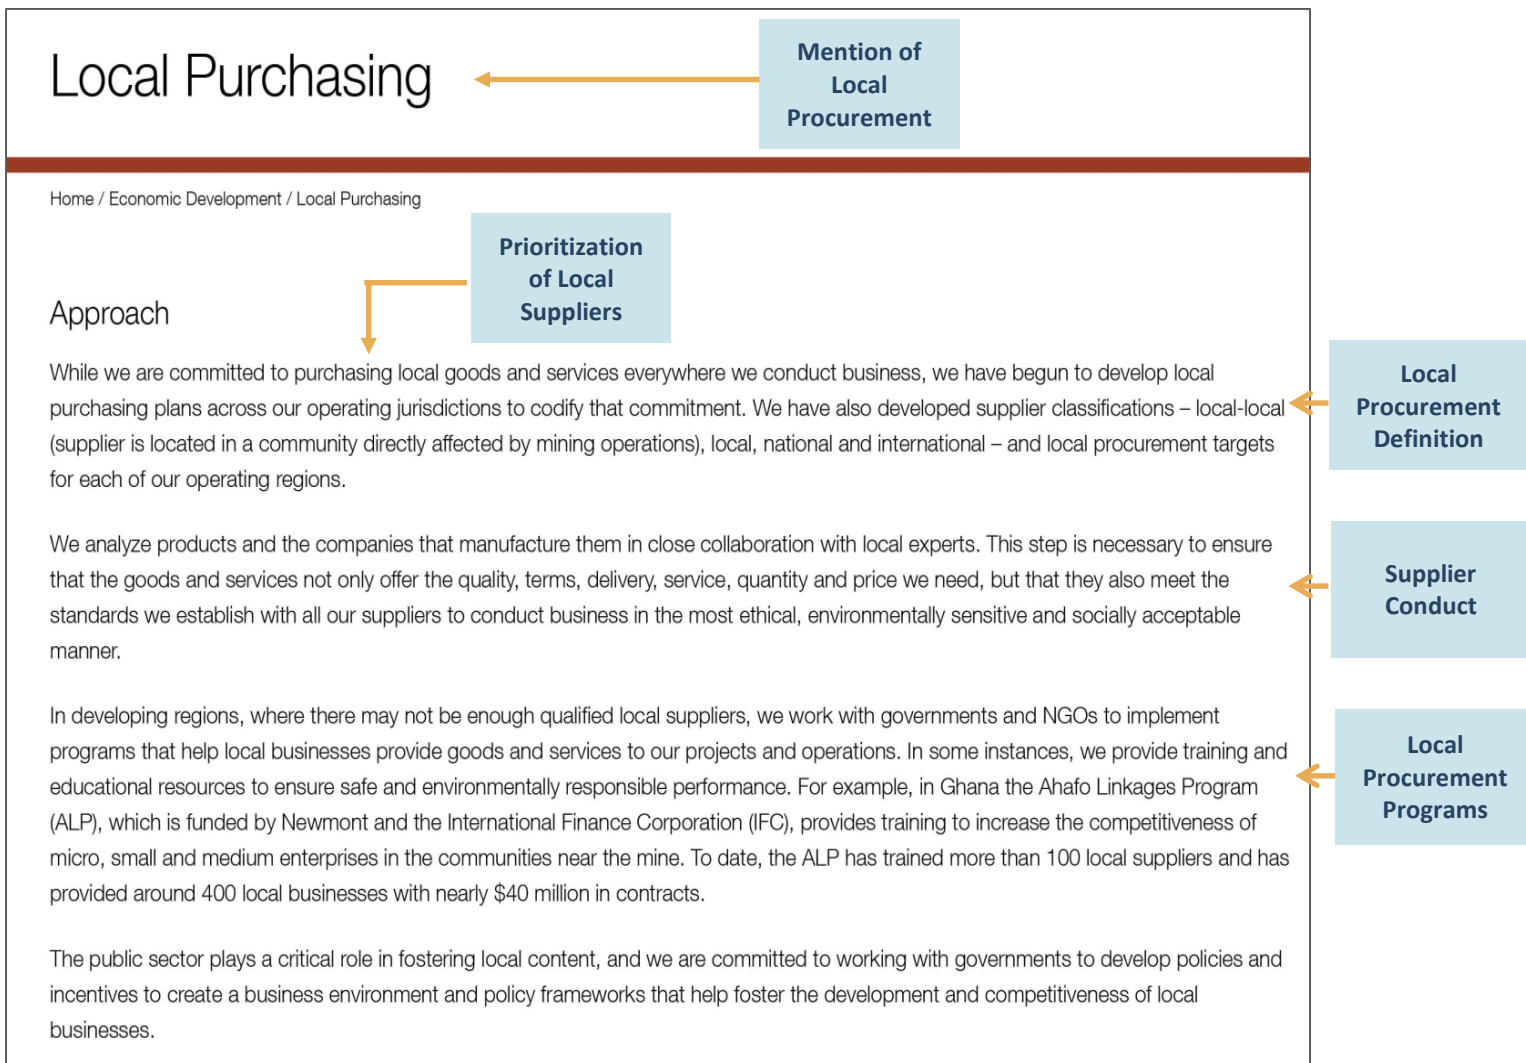 Local Purchasing
Mention of
Local
Procurement
Home / Economic Development / Local Purchasing
Prioritization
of Local
Suppliers
Approach
While we are committed to purchasing local goods and services everywhere we conduct business, we have begun to develop local
purchasing plans across our operating jurisdictions to codify that commitment. We have also developed supplier classifications – local-local
(supplier is located in a community directly affected by mining operations), local, national and international – and local procurement targets
for each of our operating regions.
Local
Procurement
Definition
We analyze products and the companies that manufacture them in close collaboration with local experts. This step is necessary to ensure
that the goods and services not only offer the quality, terms, delivery, service, quantity and price we need, but that they also meet the
standards we establish with all our suppliers to conduct business in the most ethical, environmentally sensitive and socially acceptable
manner.
Supplier
Conduct
In developing regions, where there may not be enough qualified local suppliers, we work with governments and NGOs to implement
programs that help local businesses provide goods and services to our projects and operations. In some instances, we provide training and
educational resources to ensure safe and environmentally responsible performance. For example, in Ghana the Ahafo Linkages Program
(ALP), which is funded by Newmont and the International Finance Corporation (IFC), provides training to increase the competitiveness of
micro, small and medium enterprises in the communities near the mine. To date, the ALP has trained more than 100 local suppliers and has
provided around 400 local businesses with nearly $40 million in contracts.
Local
Procurement
Programs
The public sector plays a critical role in fostering local content, and we are committed to working with governments to develop policies and
incentives to create a business environment and policy frameworks that help foster the development and competitiveness of local
businesses.